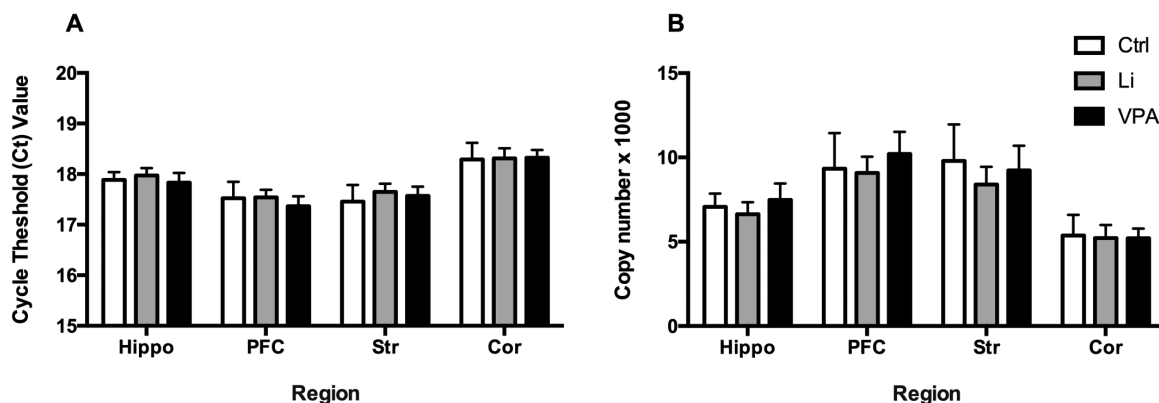 A
Cycle Theshold (Ct) Value
20
19
18
17
16
15
Hippo PFC Str Cor
Region
B
Copy number x 1000
15
10
5
0
Hippo PFC Str Cor
Region
Ctrl
Li
VPA